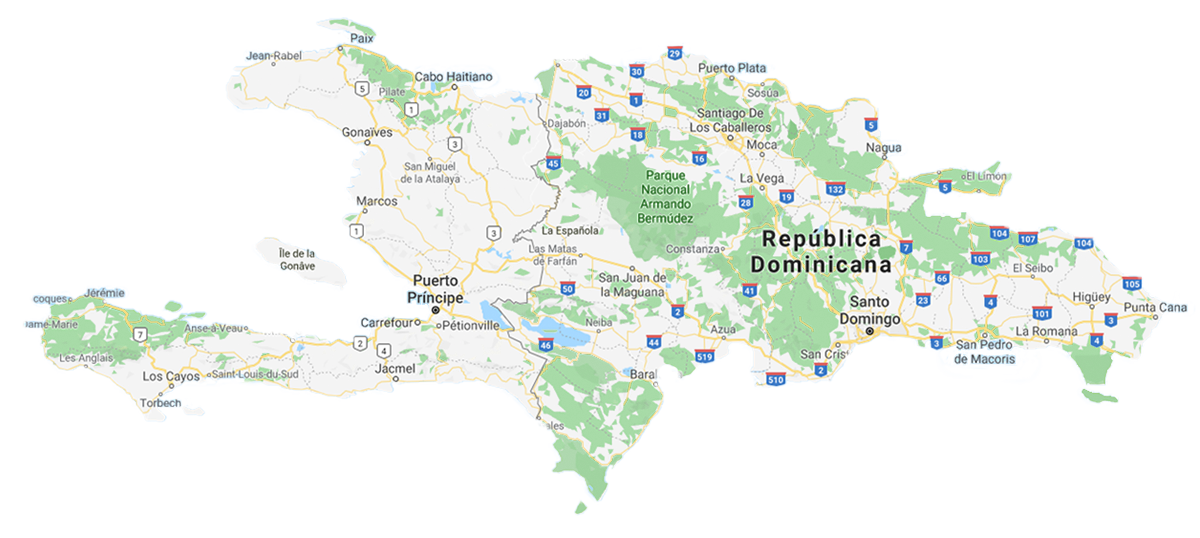 Paix
Jean-Rabel
Cabo Haitiano
5
Pilate
1
Gonaïves
3
San Miguel
de la Atalaya
Marcos
1
3
Île de la
Gonâve
Puerto
Príncipe
Carrefour
Pétionville
coques
Jérémie
ame-Marie
7
Anse-à-Veau
2
4
Les Anglais
Los Cayos
Saint-Louis-du-Sud
Jacmel
Torbech
29
30
Puerto Plata
20
1
Sosúa
31
Dajabón
Santiago De
Los Caballeros
18
5
Moca
Nagua
45
16
Parque
Nacional
Armando
Bermúdez
La Vega
19
132
El Limón
5
28
La Española
Las Matas
de Farfán
Constanza
República
Dominicana
7
104
107
104
103
San Juan de
la Maguana
50
41
66
El Seibo
105
Santo
Domingo
23
4
Higüey
Punta Cana
2
101
3
Neiba
Azua
La Romana
46
44
519
3
San Pedro
de Macoris
4
San Crist
2
510
Baral
ales